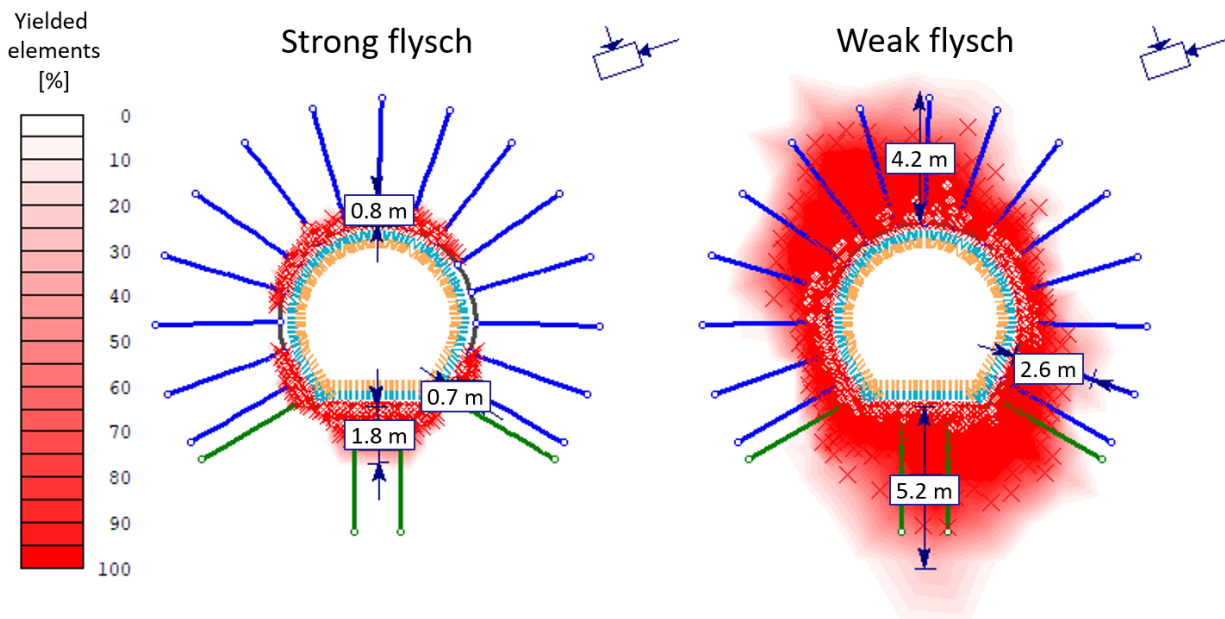 Yielded
elements
[%]
Strong flysch
Weak flysch
0
10
20
30
40
50
60
70
80
90
100
0.8 m
0.7 m
1.8 m
4.2 m
2.6 m
5.2 m